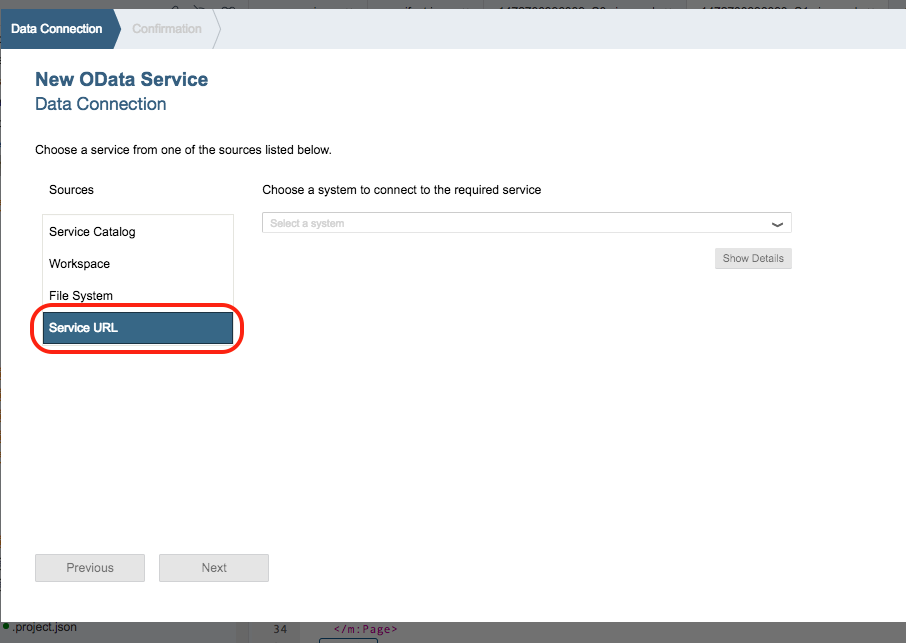 Data Connection
Confirmation
New OData Service
Data Connection
Choose a service from one of the sources listed below.
Sources
Choose a system to connect to the required service
Service Catalog
Select a system
Workspace
Show Details
File System
Service URL
Previous
Next
.project.json
34 </m:Page>